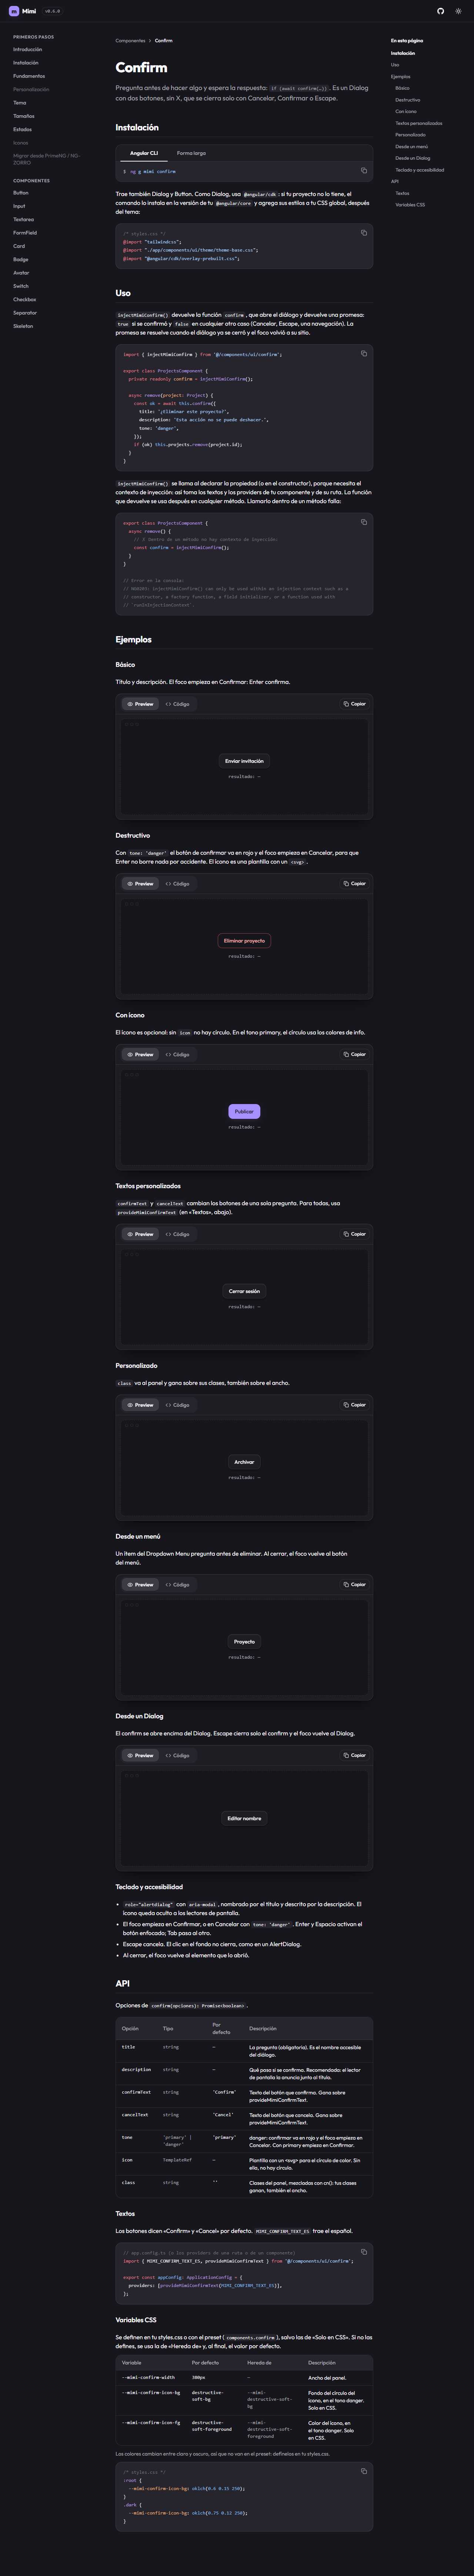 Mimi
v0.6.0
PRIMEROS PASOS
Introducción
Instalación
Fundamentos
Personalización
Tema
Tamaños
Estados
Iconos
Migrar desde PrimeNG / NG-
ZORRO
COMPONENTES
Button
Input
Textarea
FormField
Card
Badge
Avatar
Switch
Checkbox
Separator
Skeleton
Componentes > Confirm
Confirm
Pregunta antes de hacer algo y espera la respuesta: if (await confirm(…)). Es un Dialog
con dos botones, sin X, que se cierra solo con Cancelar, Confirmar o Escape.
Instalación
Angular CLI Forma larga
$ ng g mimi confirm
Trae también Dialog y Button. Como Dialog, usa @angular/cdk: si tu proyecto no lo tiene, el
comando lo instala en la versión de tu @angular/core y agrega sus estilos a tu CSS global, después
del tema:
/* styles.css */
@import "tailwindcss";
@import "./app/components/ui/theme/theme-base.css";
@import "@angular/cdk/overlay-prebuilt.css";
Uso
injectMimiConfirm() devuelve la función confirm, que abre el diálogo y devuelve una promesa:
true si se confirmó y false en cualquier otro caso (Cancelar, Escape, una navegación). La
promesa se resuelve cuando el diálogo ya se cerró y el foco volvió a su sitio.
import { injectMimiConfirm } from '@/components/ui/confirm';
export class ProjectsComponent {
private readonly confirm = injectMimiConfirm();
async remove(project: Project) {
const ok = await this.confirm({
title: '¿Eliminar este proyecto?',
description: 'Esta acción no se puede deshacer.',
tone: 'danger',
});
if (ok) this.projects.remove(project.id);
}
}
injectMimiConfirm() se llama al declarar la propiedad (o en el constructor), porque necesita el
contexto de inyección: así toma los textos y los providers de tu componente y de su ruta. La función
que devuelve se usa después en cualquier método. Llamarlo dentro de un método falla:
export class ProjectsComponent {
async remove() {
const confirm = injectMimiConfirm();
}
}
// Error en la consola:
// NG0203: injectMimiConfirm() can only be used within an injection context such as a
// constructor, a factory function, a field initializer, or a function used with
// `runInInjectionContext`.
Ejemplos
Básico
Título y descripción. El foco empieza en Confirmar: Enter confirma.
Preview Código Copiar
Enviar invitación
resultado: —
Destructivo
Con tone: 'danger' el botón de confirmar va en rojo y el foco empieza en Cancelar, para que
Enter no borre nada por accidente. El ícono es una plantilla con un <svg>.
Preview Código Copiar
Eliminar proyecto
resultado: —
Con ícono
El ícono es opcional: sin icon no hay círculo. En el tono primary, el círculo usa los colores de info.
Preview Código Copiar
Publicar
resultado: —
Textos personalizados
confirmText y cancelText cambian los botones de una sola pregunta. Para todas, usa
provideMimiConfirmText (en «Textos», abajo).
Preview Código Copiar
Cerrar sesión
resultado: —
Personalizado
class va al panel y gana sobre sus clases, también sobre el ancho.
Preview Código Copiar
Archivar
resultado: —
Desde un menú
Un ítem del Dropdown Menu pregunta antes de eliminar. Al cerrar, el foco vuelve al botón
del menú.
Preview Código Copiar
Proyecto
resultado: —
Desde un Dialog
El confirm se abre encima del Dialog. Escape cierra solo el confirm y el foco vuelve al Dialog.
Preview Código Copiar
Editar nombre
Teclado y accesibilidad
role="alertdialog" con aria-modal, nombrado por el título y descrito por la descripción. El
ícono queda oculto a los lectores de pantalla.
El foco empieza en Confirmar, o en Cancelar con tone: 'danger'. Enter y Espacio activan el
botón enfocado; Tab pasa al otro.
Escape cancela. El clic en el fondo no cierra, como en un AlertDialog.
Al cerrar, el foco vuelve al elemento que lo abrió.
API
Opciones de confirm(opciones): Promise<boolean>.
Opción Tipo Por defecto Descripción
title string — La pregunta (obligatoria). Es el nombre accesible
del diálogo.
description string — Qué pasa si se confirma. Recomendada: el lector
de pantalla la anuncia junto al título.
confirmText string 'Confirm' Texto del botón que confirma. Gana sobre
provideMimiConfirmText.
cancelText string 'Cancel' Texto del botón que cancela. Gana sobre
provideMimiConfirmText.
tone 'primary' | 'danger' 'primary' danger: confirmar va en rojo y el foco empieza en
Cancelar. Con primary empieza en Confirmar.
icon TemplateRef — Plantilla con un <svg> para el círculo de color. Sin
ella, no hay círculo.
class string '' Clases del panel, mezcladas con cn(): tus clases
ganan, también el ancho.
Textos
Los botones dicen «Confirm» y «Cancel» por defecto. MIMI_CONFIRM_TEXT_ES trae el español.
// app.config.ts (o los providers de una ruta o de un componente)
import { MIMI_CONFIRM_TEXT_ES, provideMimiConfirmText } from '@/components/ui/confirm';
export const appConfig: ApplicationConfig = {
providers: [provideMimiConfirmText(MIMI_CONFIRM_TEXT_ES)],
};
Variables CSS
Se definen en tu styles.css o con el preset (components.confirm), salvo las de «Solo en CSS». Si no las
defines, se usa la de «Hereda de» y, al final, el valor por defecto.
Variable Por defecto Hereda de Descripción
--mimi-confirm-width 380px — Ancho del panel.
--mimi-confirm-icon-bg destructive-soft-bg --mimi-destructive-soft-bg Fondo del círculo del
ícono, en el tono danger.
Solo en CSS.
--mimi-confirm-icon-fg destructive-soft-foreground --mimi-destructive-soft-foreground Color del ícono, en
el tono danger. Solo
en CSS.
Los colores cambian entre claro y oscuro, así que no van en el preset: defínelos en tu styles.css.
/* styles.css */
:root {
--mimi-confirm-icon-bg: oklch(0.6 0.15 250);
}
.dark {
--mimi-confirm-icon-bg: oklch(0.75 0.12 250);
}
En esta página
Instalación
Uso
Ejemplos
Básico
Destructivo
Con ícono
Textos personalizados
Personalizado
Desde un menú
Desde un Dialog
Teclado y accesibilidad
API
Textos
Variables CSS